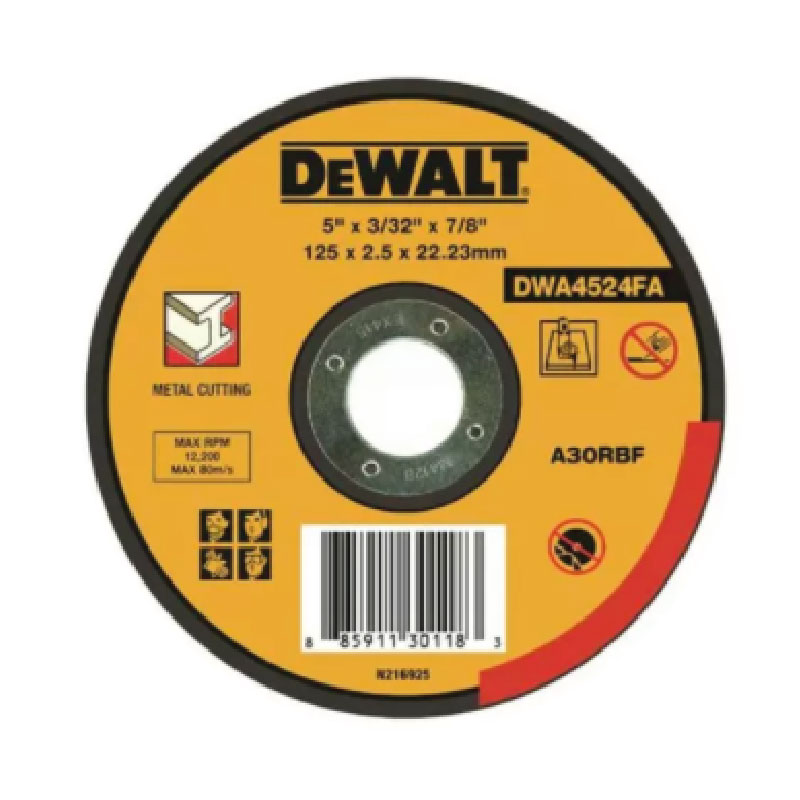 DEWALT®
5" x 3/32" x 7/8"
125 x 2.5 x 22.23mm
DWA4524FA
METAL CUTTING
MAX RPM
12,200
MAX 80m/s
A30RBF
8 85911 30118 3
N216925